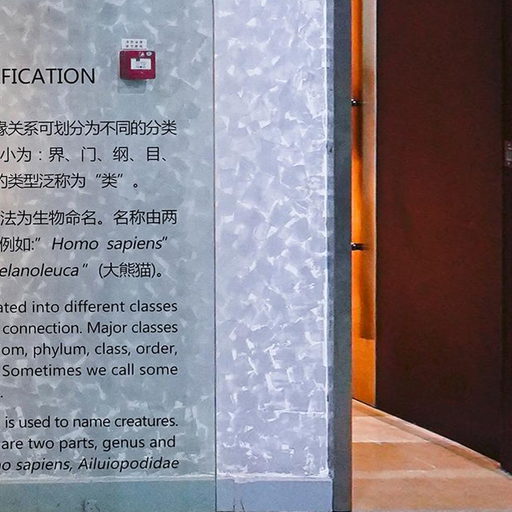 FICATION
关系可划分为不同的分类
小为：界、门、纲、目、
的类型泛称为“类”。
法为生物命名。名称由两
例如:”Homo sapiens”
elanoleuca”(大熊猫)。
ated into different classes
connection. Major classes
om, phylum, class, order,
Sometimes we call some
is used to name creatures.
are two parts, genus and
o sapiens, Ailuiopodidae